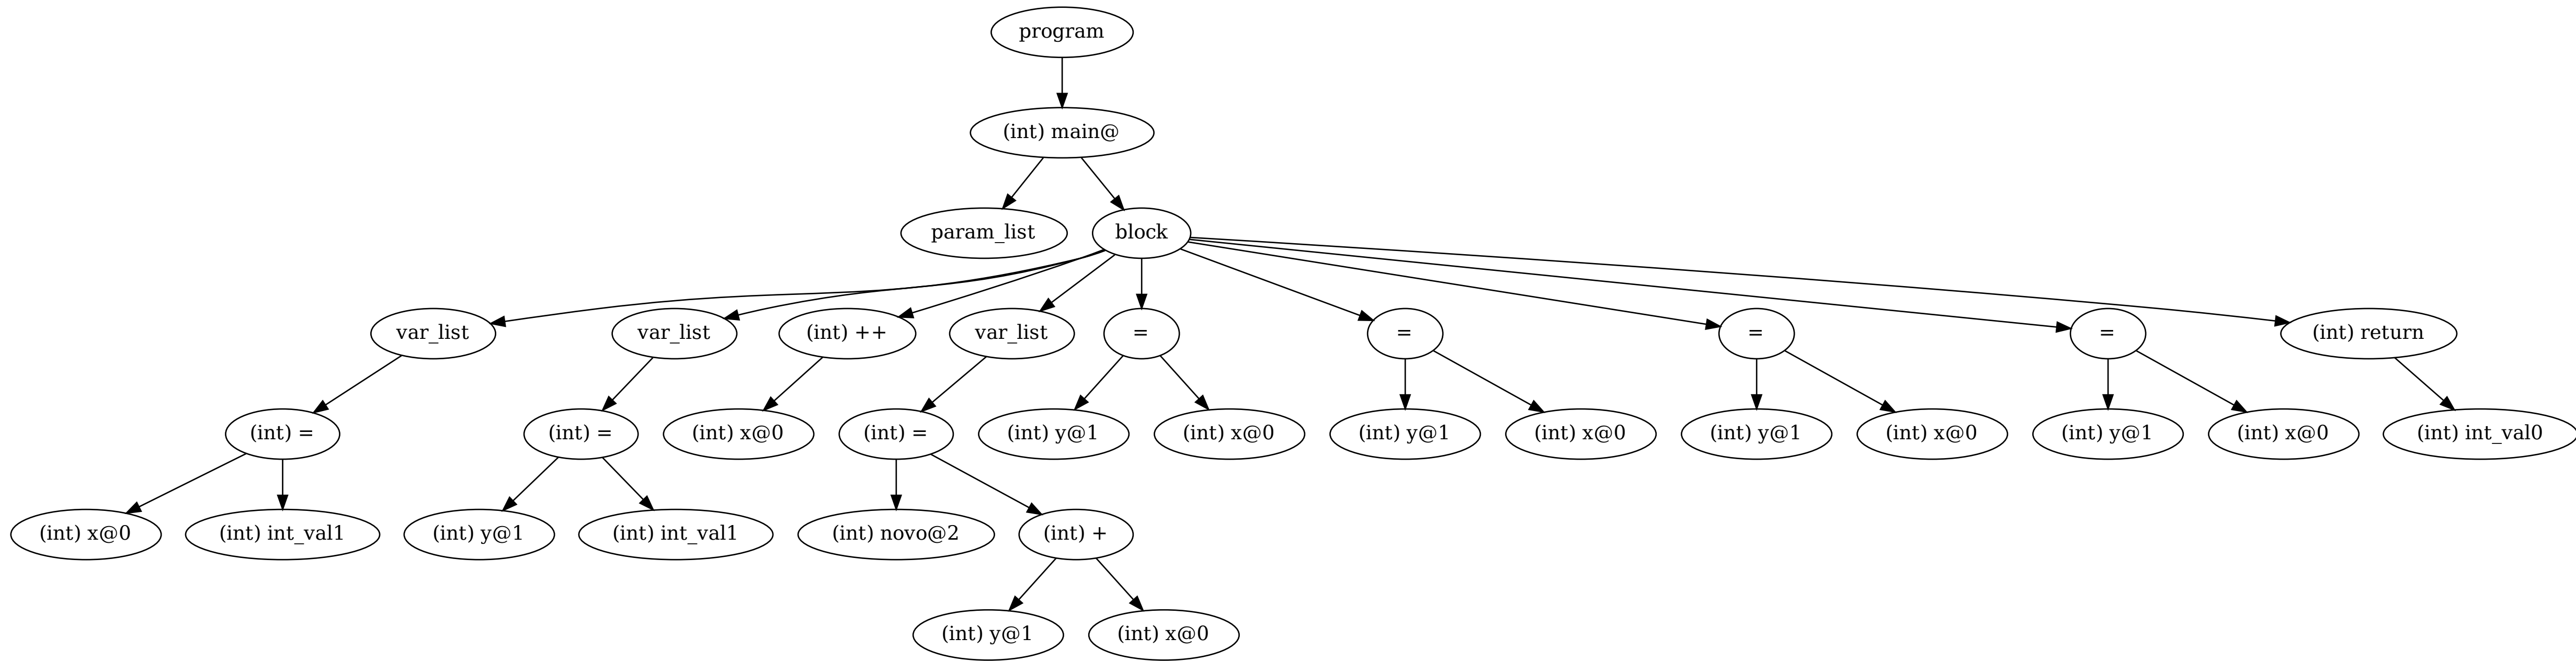 program
(int) main@
param_list
block
var_list
var_list
(int) ++
var_list
=
=
=
=
(int) return
(int) =
(int) =
(int) x@0
(int) =
(int) y@1
(int) x@0
(int) y@1
(int) x@0
(int) y@1
(int) x@0
(int) y@1
(int) x@0
(int) int_val0
(int) x@0
(int) int_val1
(int) y@1
(int) int_val1
(int) novo@2
(int) +
(int) y@1
(int) x@0